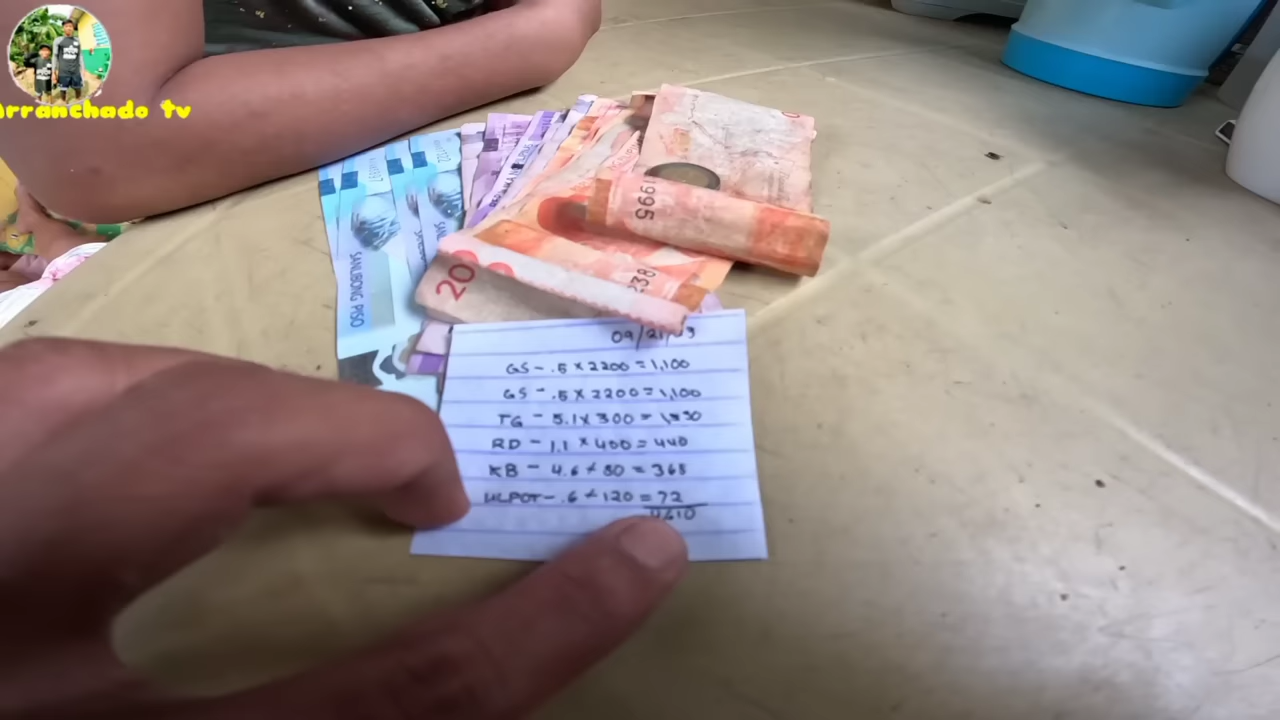 Arranchado tv
SANLIBONG PISO
5661
20
238
09/21/
GS - .5 x 2200 = 1,100
GS - .5 x 2200 = 1,100
TG - 5.1 x 300 = 1,530
RD - 1.1 x 400 = 440
KB - 4.6 x 80 = 368
ULPOT - .6 x 120 = 72
4610